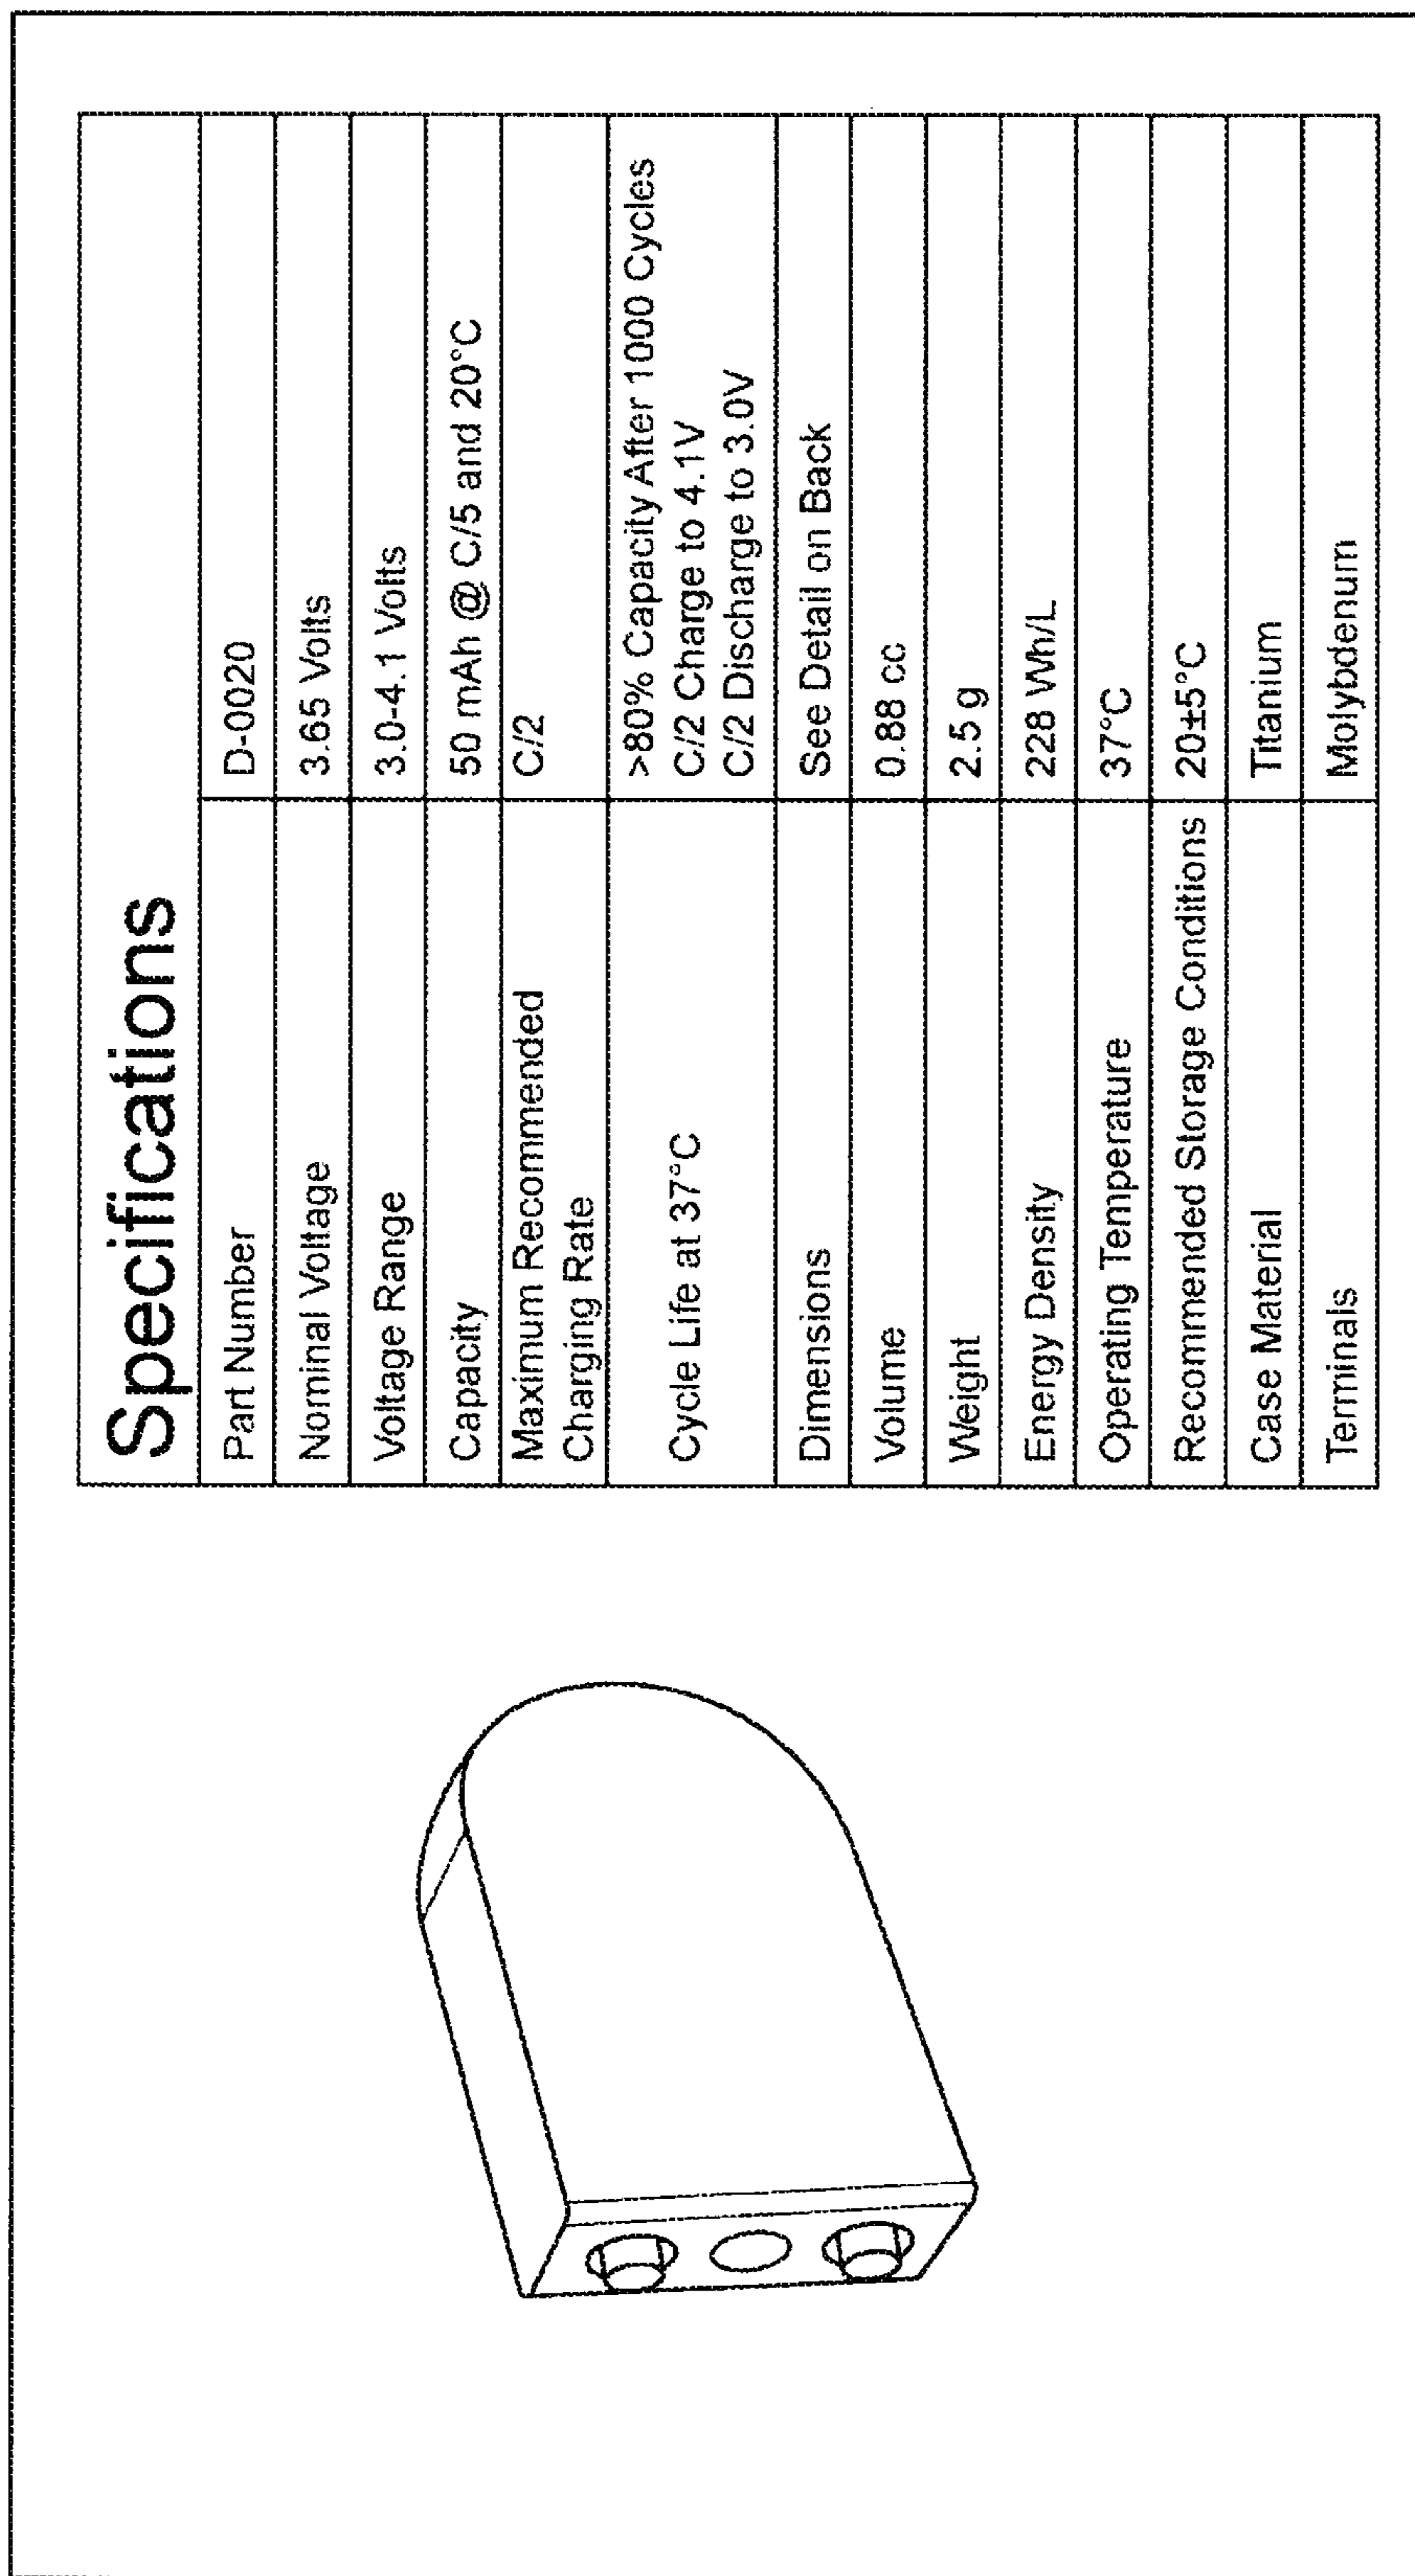 Specifications
Part Number D-0020
Nominal Voltage 3.65 Volts
Voltage Range 3.0-4.1 Volts
Capacity 50 mAh @ C/5 and 20°C
Maximum Recommended
Charging Rate C/2
Cycle Life at 37°C >80% Capacity After 1000 Cycles
C/2 Charge to 4.1V
C/2 Discharge to 3.0V
Dimensions See Detail on Back
Volume 0.88 cc
Weight 2.5 g
Energy Density 228 Wh/L
Operating Temperature 37°C
Recommended Storage Conditions 20±5°C
Case Material Titanium
Terminals Molybdenum